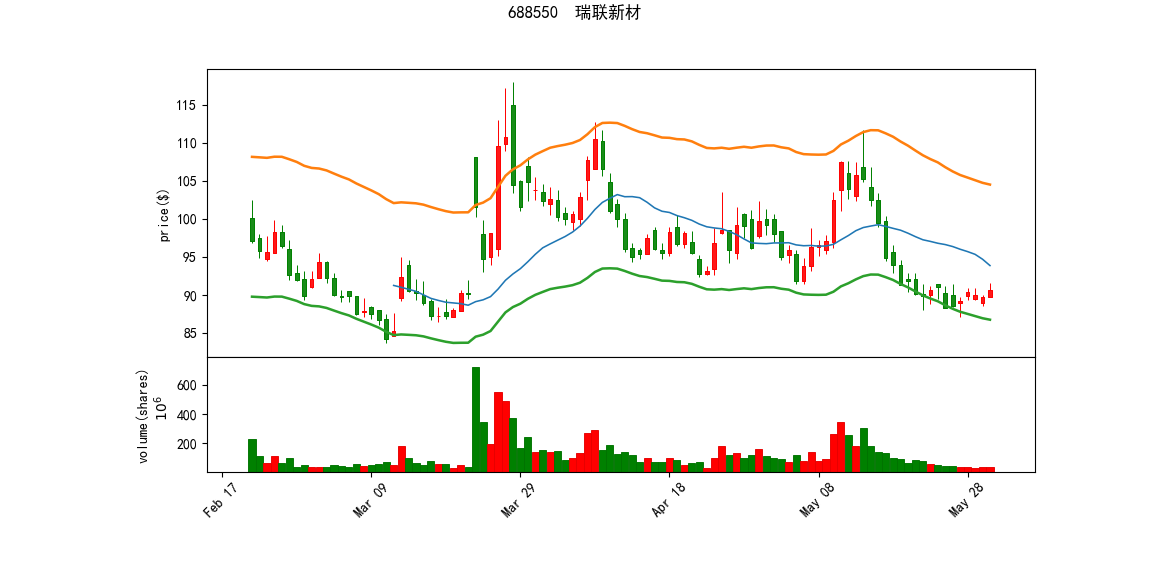 688550 瑞联新材
price($)
115
110
105
100
95
90
85
volume(shares)
10^6
600
400
200
Feb 17
Mar 09
Mar 29
Apr 18
May 08
May 28